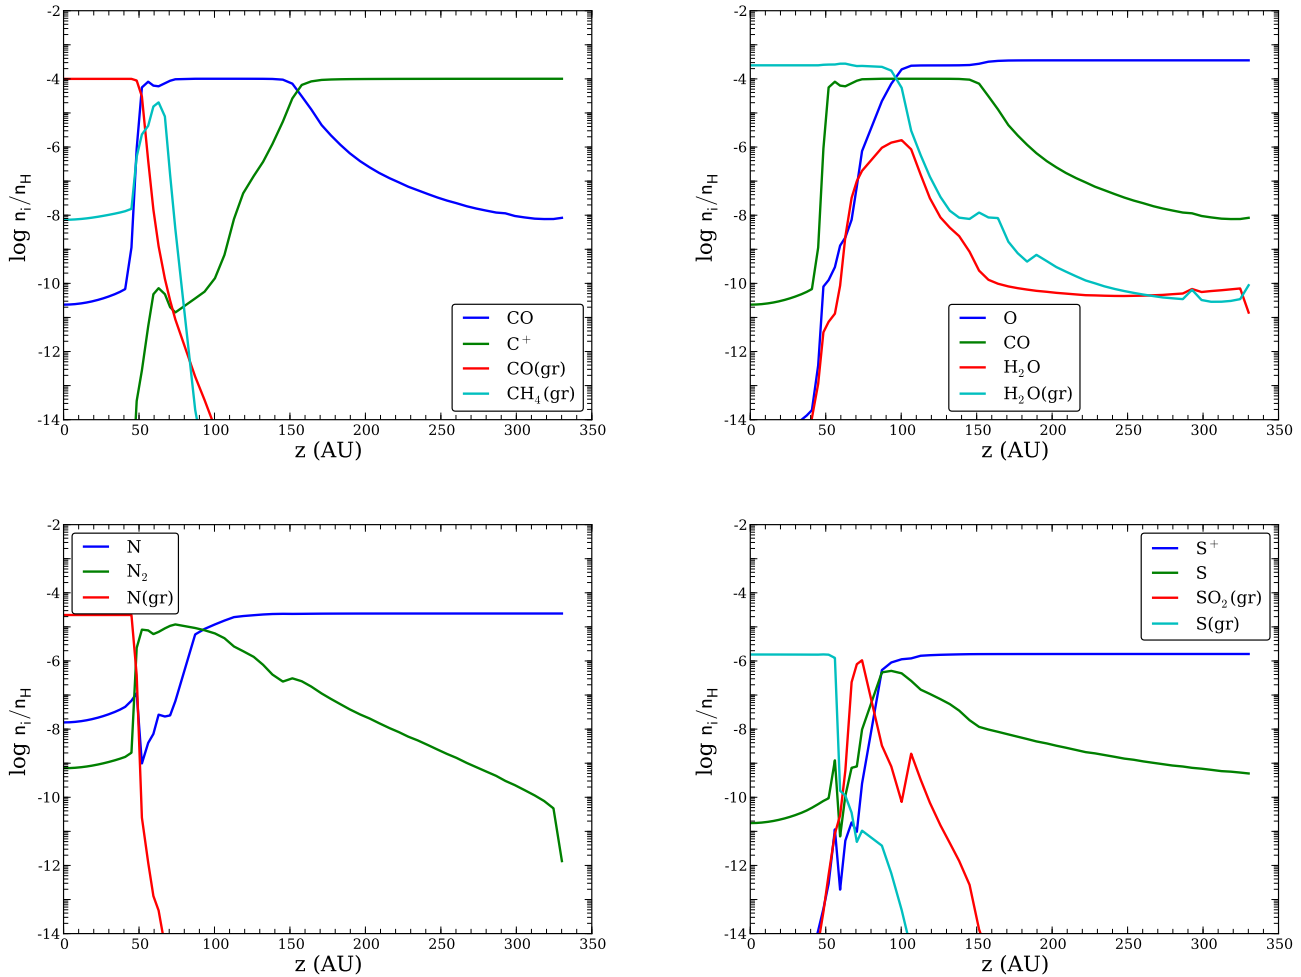 -2
-4
-6
-8
-10
-12
-14
log n_i/n_H
0 50 100 150 200 250 300 350
z (AU)
CO
C^+
CO(gr)
CH_4(gr)
-2
-4
-6
-8
-10
-12
-14
log n_i/n_H
0 50 100 150 200 250 300 350
z (AU)
O
CO
H_2O
H_2O(gr)
-2
-4
-6
-8
-10
-12
-14
log n_i/n_H
0 50 100 150 200 250 300 350
z (AU)
N
N_2
N(gr)
-2
-4
-6
-8
-10
-12
-14
log n_i/n_H
0 50 100 150 200 250 300 350
z (AU)
S^+
S
SO_2(gr)
S(gr)